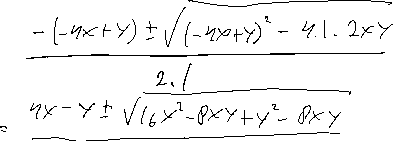 -(-4x+y) ± √(-4x+y)² - 4.1. 2xy
2.1
= 4x - y ± √16x² - 8xy + y² - 8xy